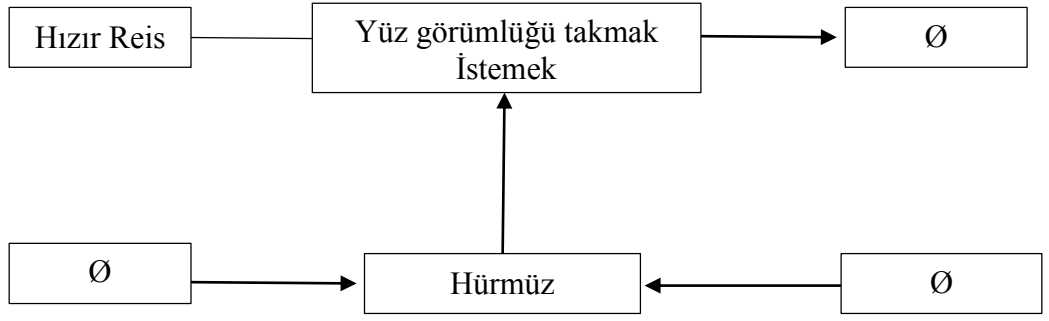 Hızır Reis
Yüz görümlüğü takmak
İstemek
Ø
Ø
Hürmüz
Ø